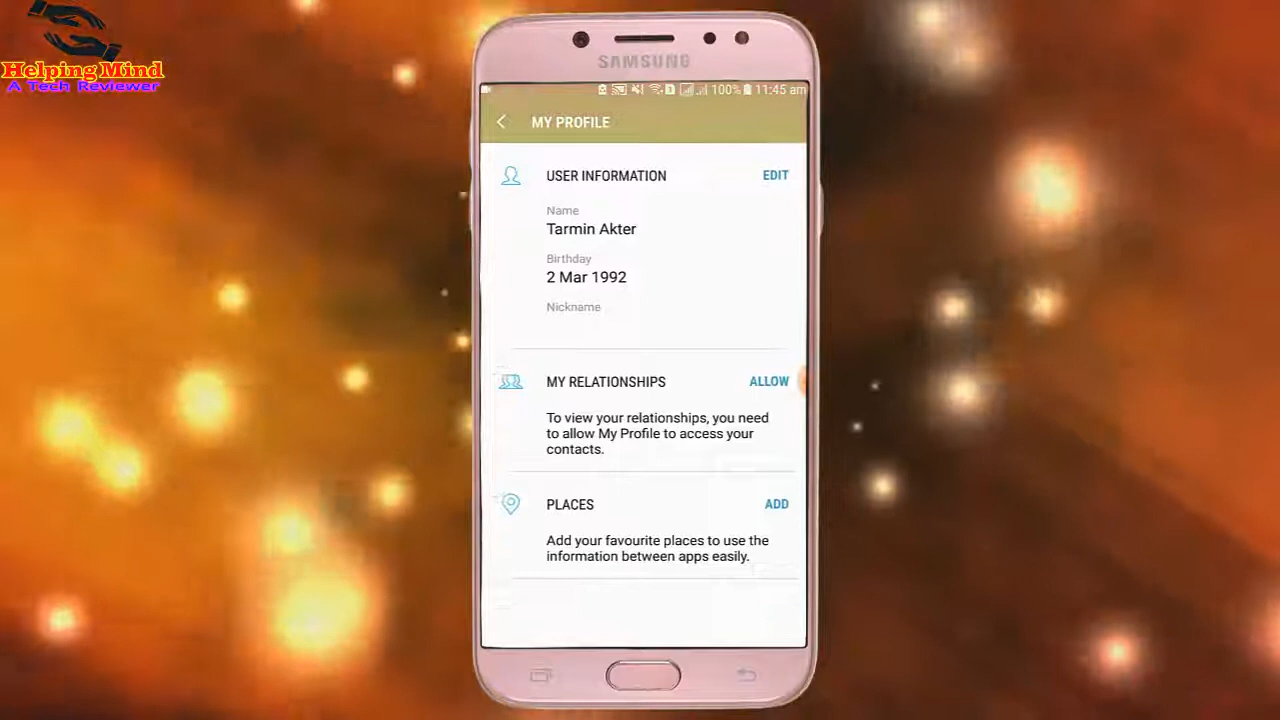 HelpingMind
A Tech Reviewer
SAMSUNG
100% 11:45 am
MY PROFILE
USER INFORMATION EDIT
Name
Tarmin Akter
Birthday
2 Mar 1992
Nickname
MY RELATIONSHIPS ALLOW
To view your relationships, you need
to allow My Profile to access your
contacts.
PLACES ADD
Add your favourite places to use the
information between apps easily.